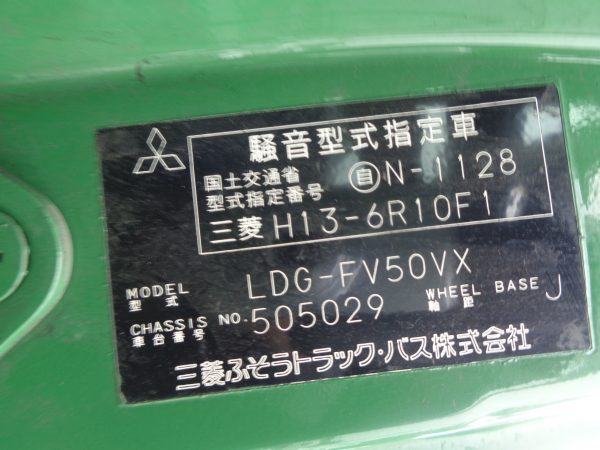 騒音型式指定車
国土交通省
型式指定番号 自N-1128
三菱 H13-6R10F1
MODEL
型式 LDG-FV50VX
CHASSIS NO. 505029 WHEEL BASE J
車台番号 軸距
三菱ふそうトラック・バス株式会社